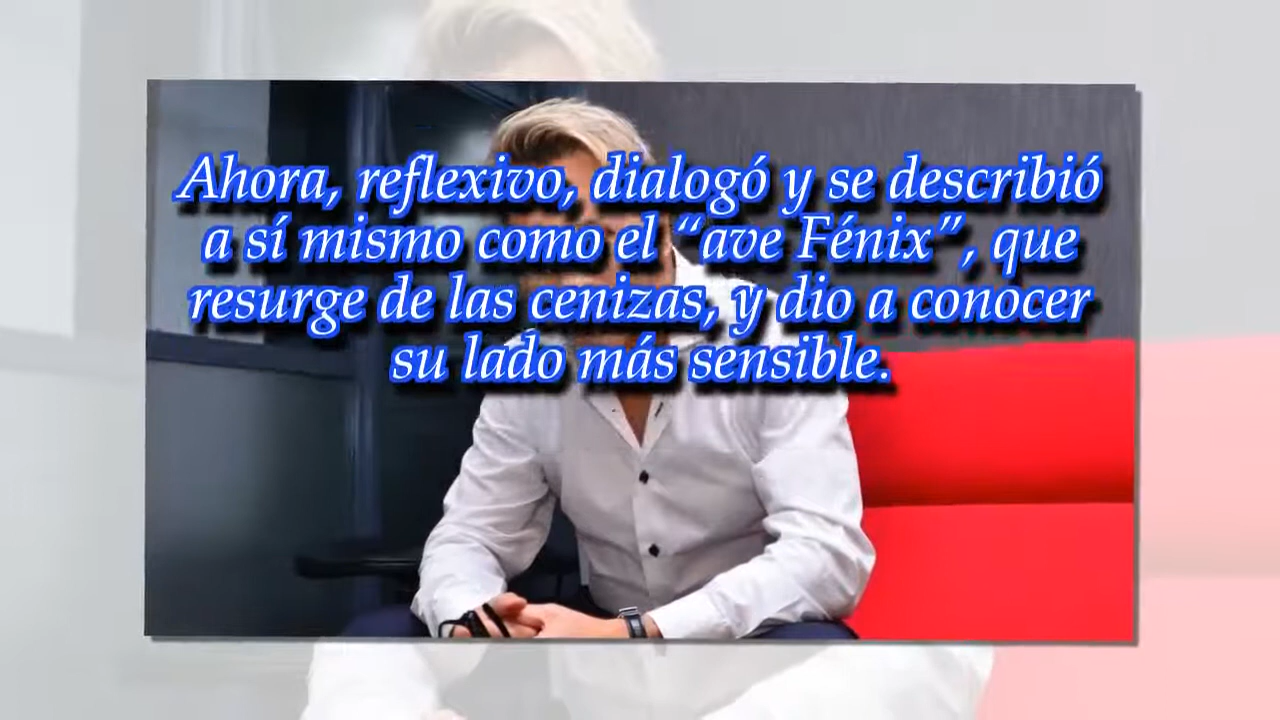 Ahora, reflexivo, dialogó y se describió
a sí mismo como el “ave Fénix”, que
resurge de las cenizas, y dio a conocer
su lado más sensible.